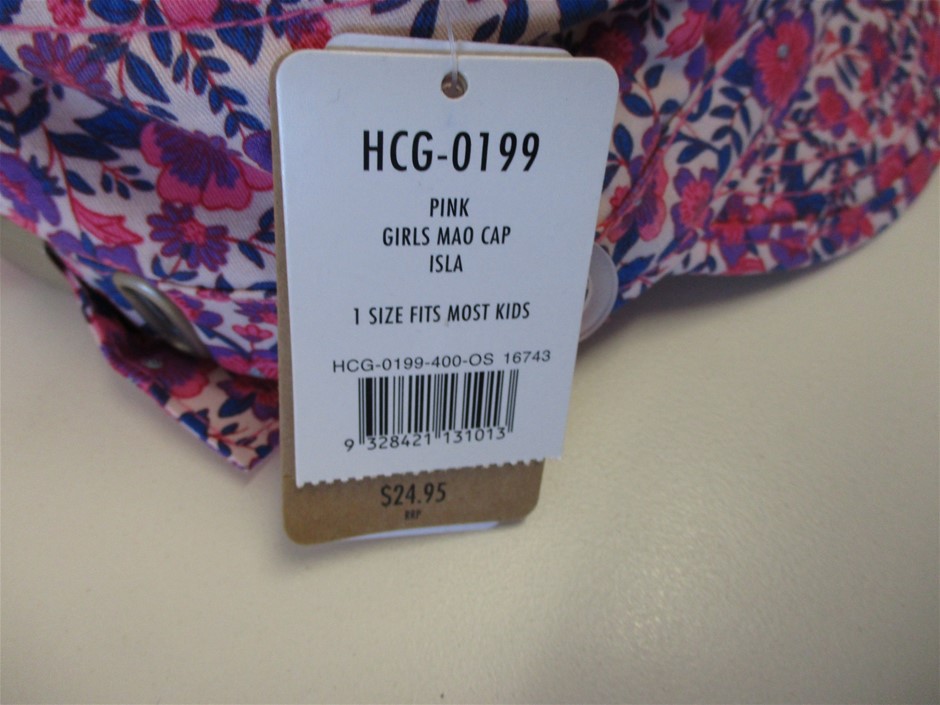 HCG-0199
PINK
GIRLS MAO CAP
ISLA
1 SIZE FITS MOST KIDS
HCG-0199-400-OS 16743
9 328421 131013
$24.95
RRP